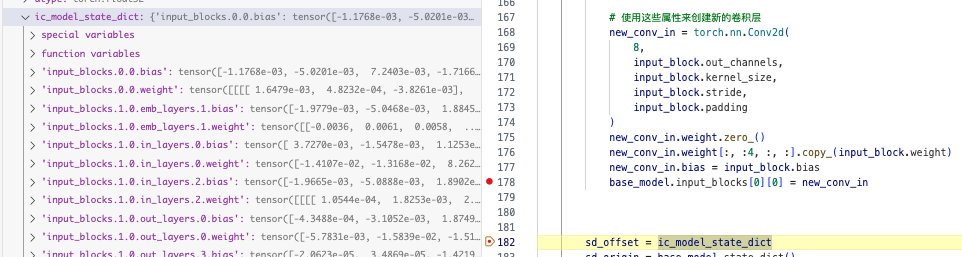 ic_model_state_dict: {'input_blocks.0.0.bias': tensor([-1.1768e-03, -5.0201e-03…
special variables
function variables
'input_blocks.0.0.bias': tensor([-1.1768e-03, -5.0201e-03, 7.2403e-03, -1.7166…
'input_blocks.0.0.weight': tensor([[[[ 1.6479e-03, 4.8232e-04, -3.8261e-03],
'input_blocks.1.0.emb_layers.1.bias': tensor([-1.9779e-03, -5.0468e-03, 1.8845…
'input_blocks.1.0.emb_layers.1.weight': tensor([[-0.0036, 0.0061, 0.0058, ..…
'input_blocks.1.0.in_layers.0.bias': tensor([ 3.7270e-03, -1.5478e-03, 1.1253e…
'input_blocks.1.0.in_layers.0.weight': tensor([-1.4107e-02, -1.3168e-02, 8.262…
'input_blocks.1.0.in_layers.2.bias': tensor([-1.9665e-03, -5.0888e-03, 1.8902e…
'input_blocks.1.0.in_layers.2.weight': tensor([[[[ 1.0544e-04, 1.8253e-03, 2.…
'input_blocks.1.0.out_layers.0.bias': tensor([-4.3488e-04, -3.1052e-03, 1.8749…
'input_blocks.1.0.out_layers.0.weight': tensor([-5.7831e-03, -1.5839e-02, -1.51…
'input_blocks.1.0.out_layers.3.bias': tensor([-2.0623e-05, 3.4869e-05, -1.4219…
166
167 # 使用这些属性来创建新的卷积层
168 new_conv_in = torch.nn.Conv2d(
169 8,
170 input_block.out_channels,
171 input_block.kernel_size,
172 input_block.stride,
173 input_block.padding
174 )
175 new_conv_in.weight.zero_()
176 new_conv_in.weight[:, :4, :, :].copy_(input_block.weight)
177 new_conv_in.bias = input_block.bias
178 base_model.input_blocks[0][0] = new_conv_in
179
180
181
182 sd_offset = ic_model_state_dict
183 sd_origin = base_model.state_dict()